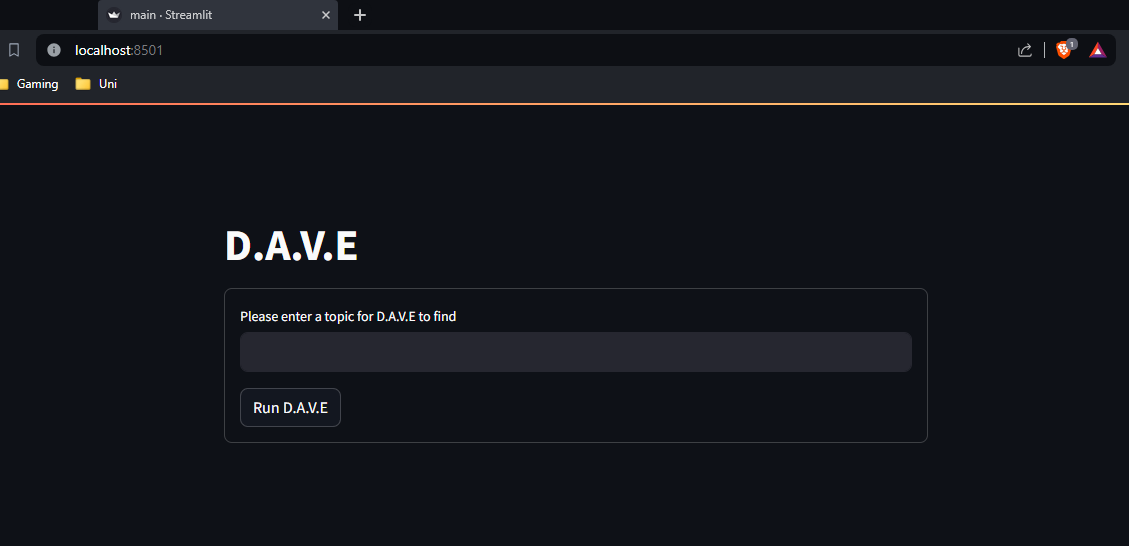 main · Streamlit
localhost:8501
1
Gaming
Uni
D.A.V.E
Please enter a topic for D.A.V.E to find
Run D.A.V.E